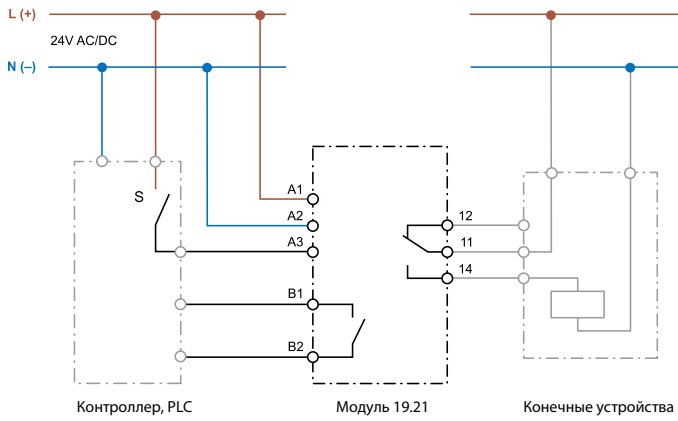 L (+)
24V AC/DC
N (–)
S
A1
A2
A3
B1
B2
12
11
14
Контроллер, PLC
Модуль 19.21
Конечные устройства